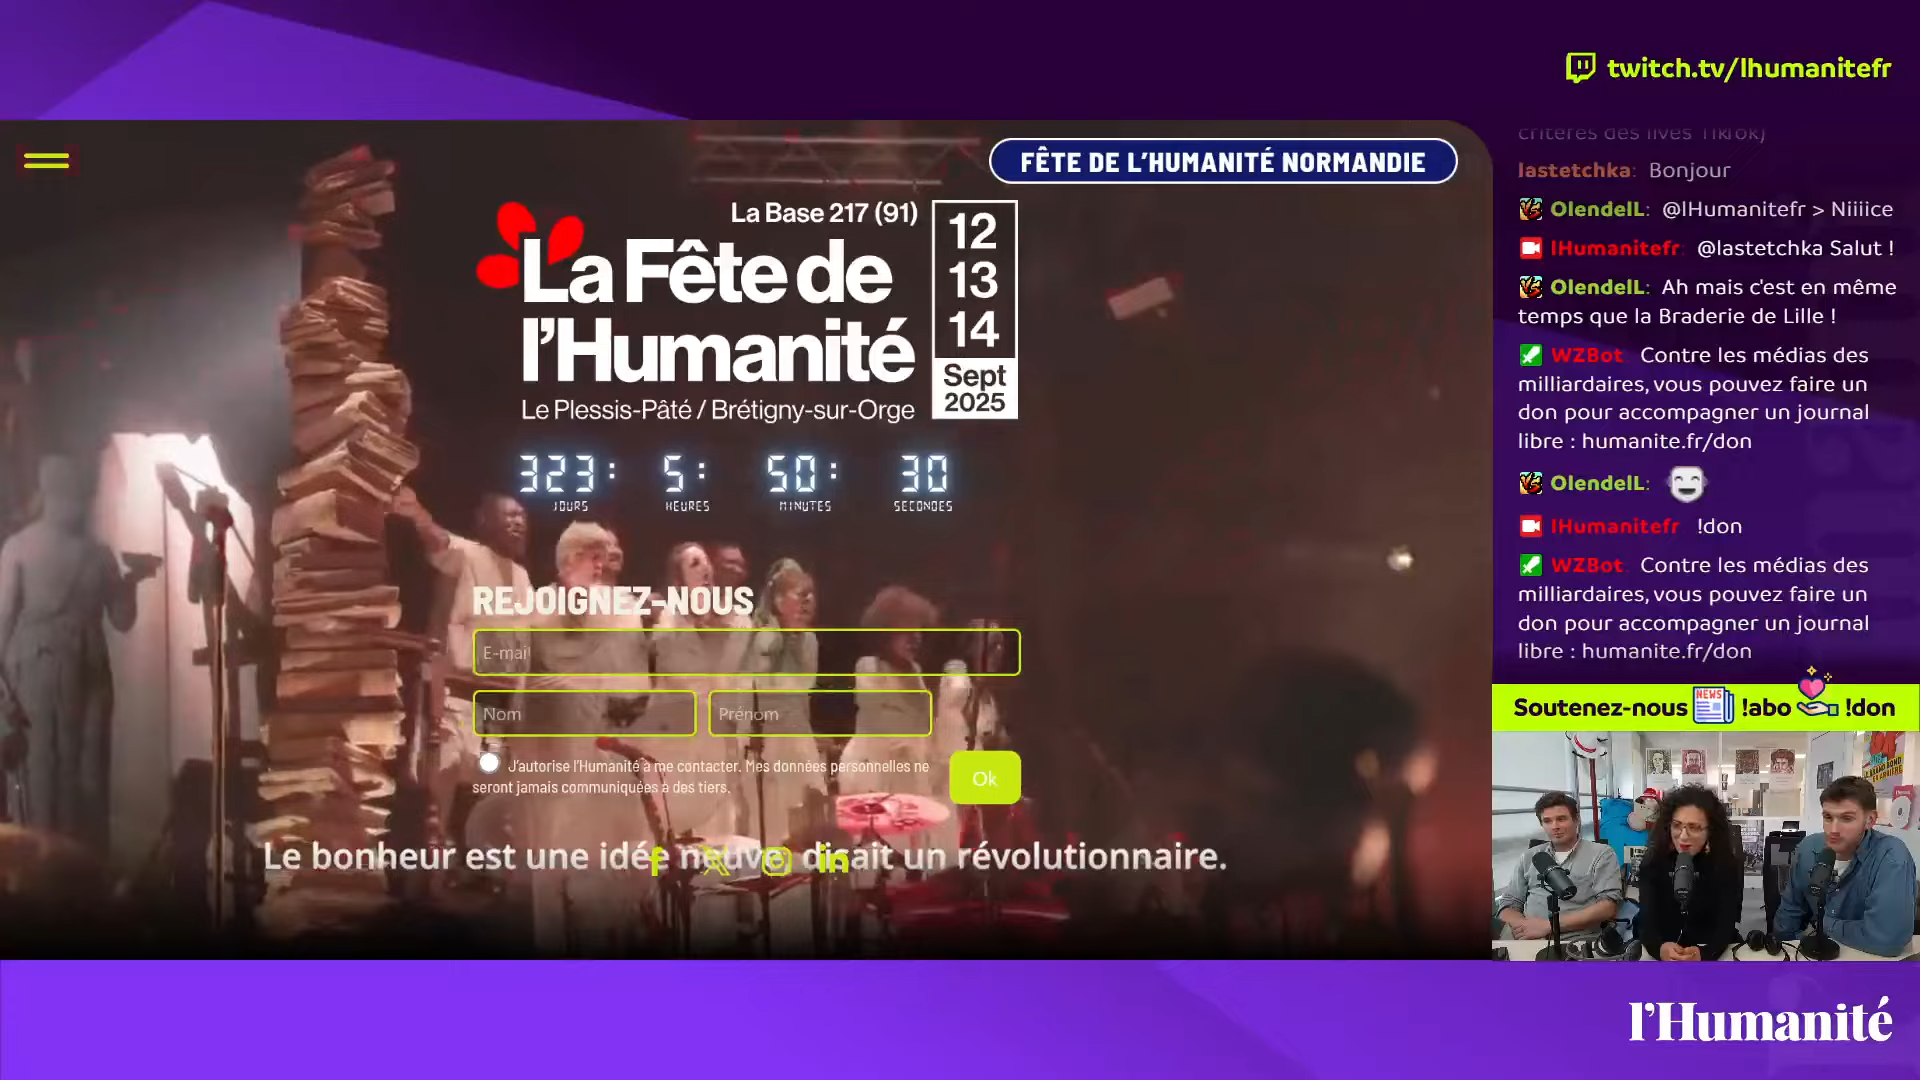 twitch.tv/lhumanitefr
FÊTE DE L'HUMANITÉ NORMANDIE
La Base 217 (91)
La Fête de
l'Humanité
Le Plessis-Pâté / Brétigny-sur-Orge
12
13
14
Sept
2025
323: 5: 50: 30
JOURS HEURES MINUTES SECONDES
REJOIGNEZ-NOUS
E-mail
Nom Prénom
J'autorise l'Humanité à me contacter. Mes données personnelles ne
seront jamais communiquées à des tiers.
Ok
Le bonheur est une idée neuve, disait un révolutionnaire.
critères des lives TikTok)
lastetchka: Bonjour
OlendelL: @lHumanitefr > Niiiice
lHumanitefr: @lastetchka Salut !
OlendelL: Ah mais c'est en même
temps que la Braderie de Lille !
WZBot: Contre les médias des
milliardaires, vous pouvez faire un
don pour accompagner un journal
libre : humanite.fr/don
OlendelL:
lHumanitefr: !don
WZBot: Contre les médias des
milliardaires, vous pouvez faire un
don pour accompagner un journal
libre : humanite.fr/don
Soutenez-nous NEWS !abo !don
l'Humanité